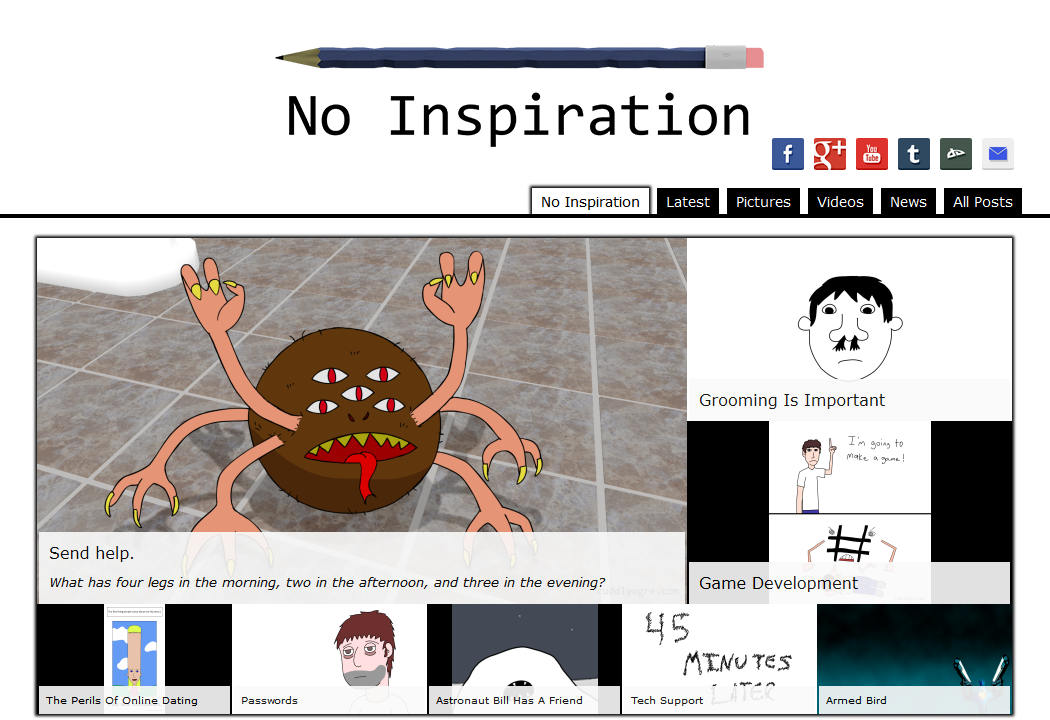 No Inspiration
f
g+
You
Tube
t
No Inspiration
Latest
Pictures
Videos
News
All Posts
Grooming Is Important
I'm going to
make a game!
Send help.
What has four legs in the morning, two in the afternoon, and three in the evening?
Game Development
45
MINUTES
LATER
The Perils Of Online Dating
Passwords
Astronaut Bill Has A Friend
Tech Support
Armed Bird